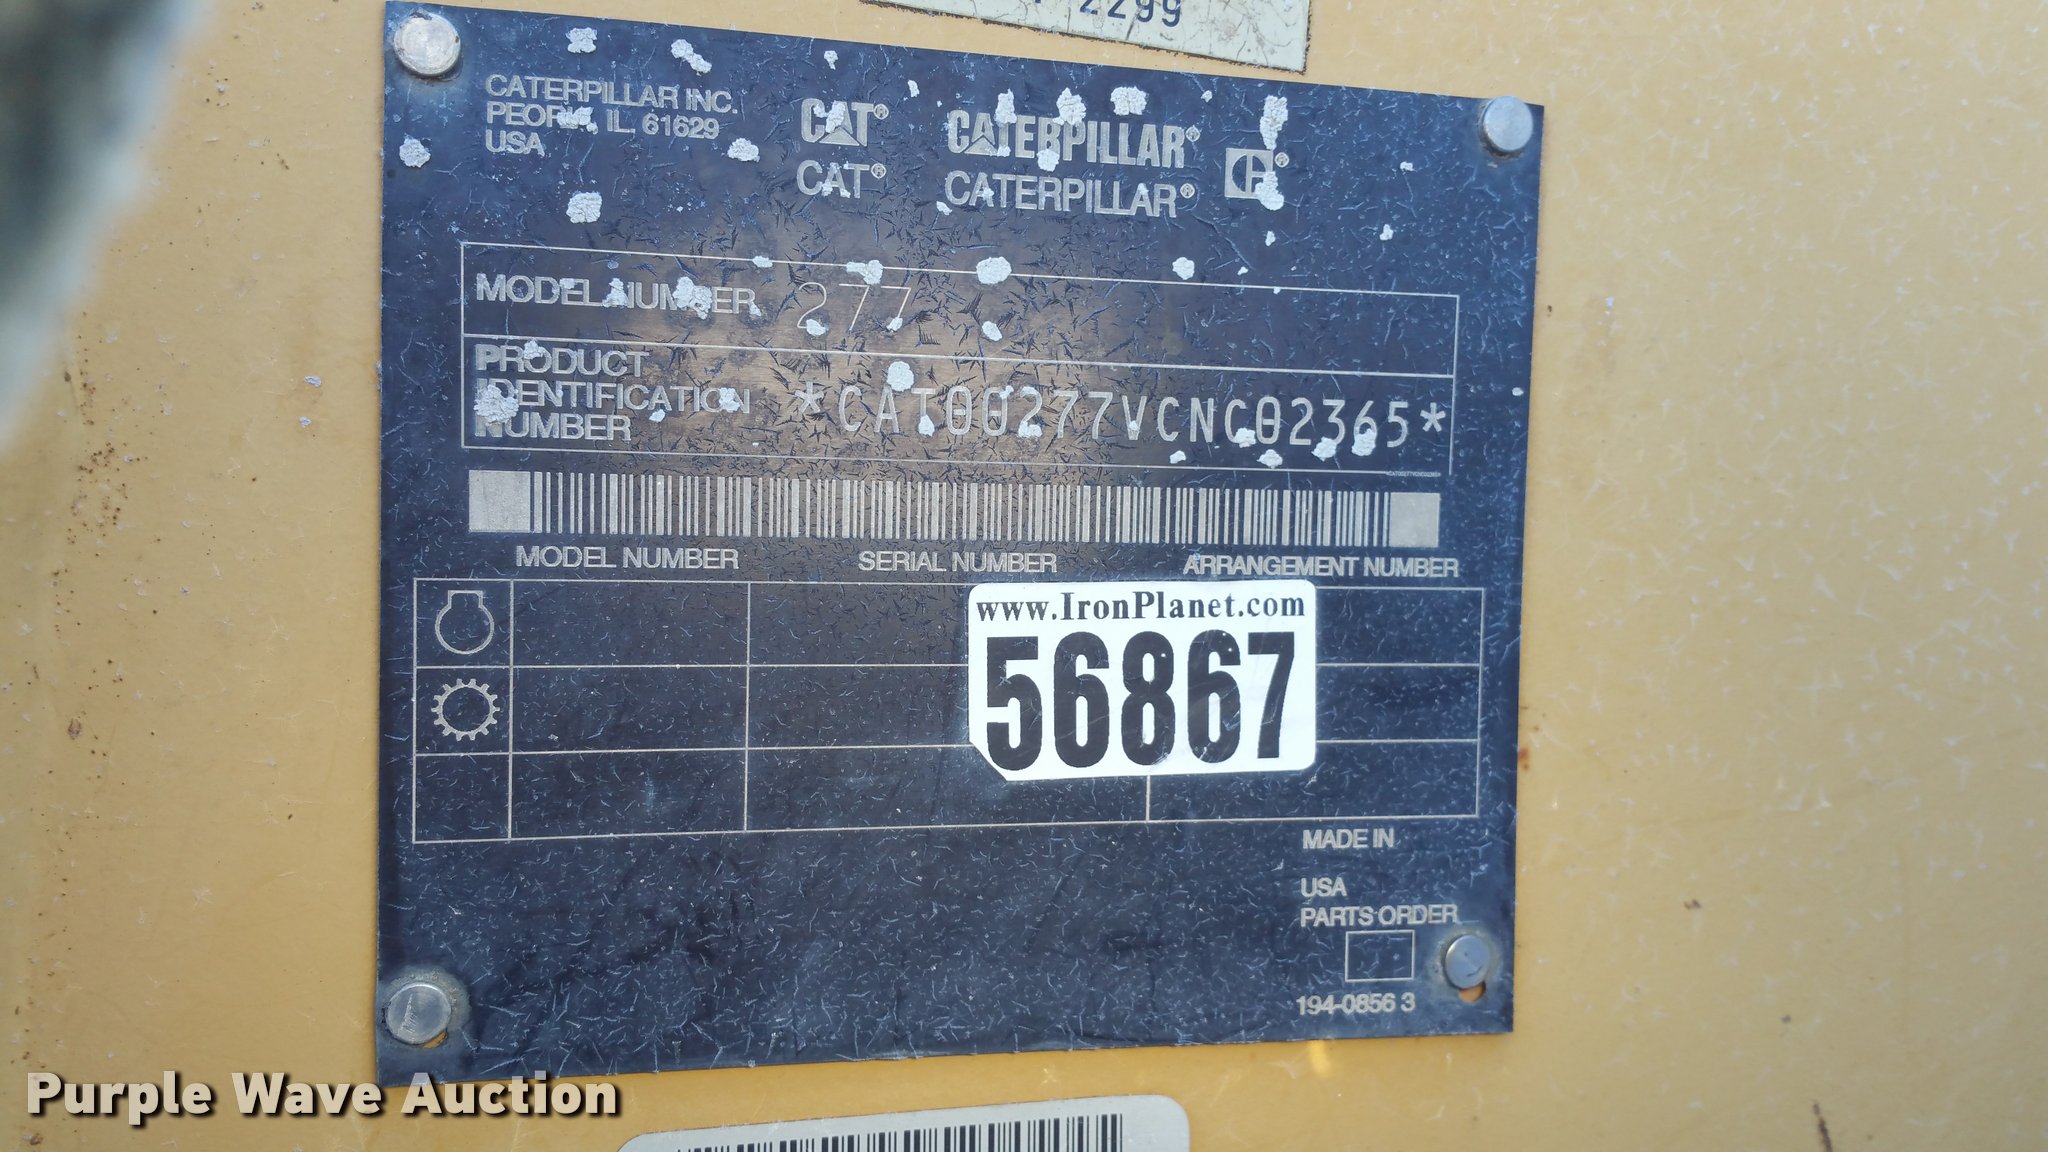 2299
CATERPILLAR INC.
PEORIA, IL. 61629
USA
CAT® CATERPILLAR®
CAT® CATERPILLAR®
MODEL NUMBER 277
PRODUCT
IDENTIFICATION
NUMBER
*CAT00277VCNC02365*
MODEL NUMBER SERIAL NUMBER ARRANGEMENT NUMBER
www.IronPlanet.com
56867
MADE IN
USA
PARTS ORDER
194-0856 3
Purple Wave Auction